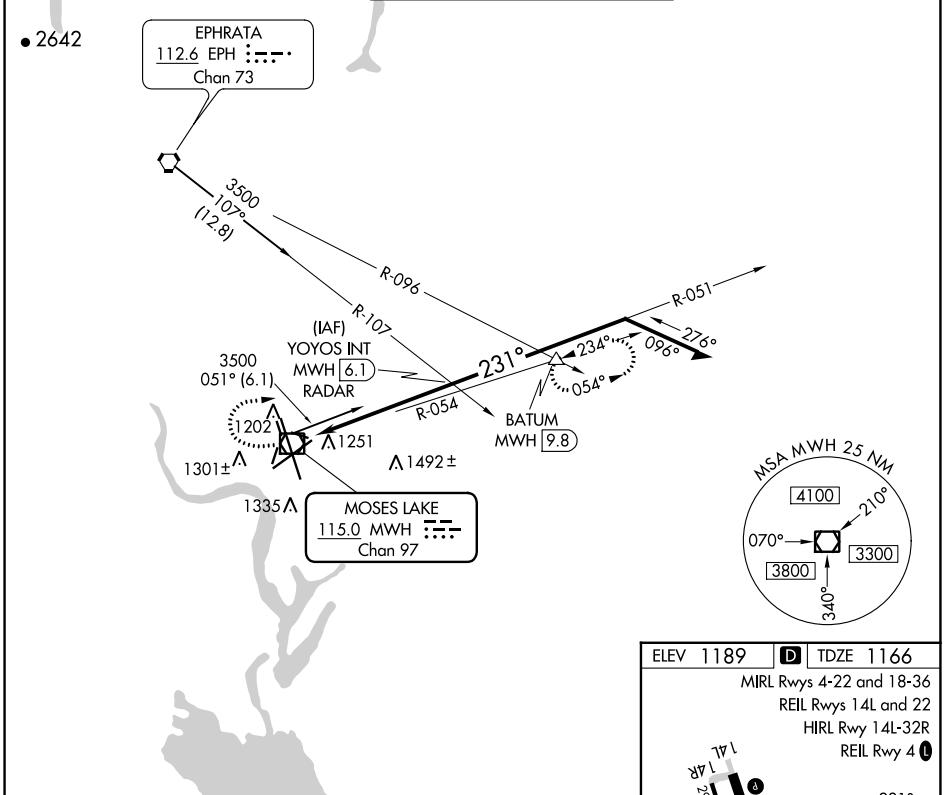 2642
EPHRATA
112.6 EPH
Chan 73
3500
107°
(12.8)
R-096
R-107
R-051
276°
096°
234°
054°
(IAF)
YOYOS INT
MWH 6.1
RADAR
231°
3500
051° (6.1)
R-054
BATUM
MWH 9.8
1202
1251
1301±
1492±
1335
MOSES LAKE
115.0 MWH
Chan 97
MSA MWH 25 NM
4100
210°
070°
3300
3800
340°
ELEV 1189 D TDZE 1166
MIRL Rwys 4-22 and 18-36
REIL Rwys 14L and 22
HIRL Rwy 14L-32R
REIL Rwy 4 L
14L
14R
P